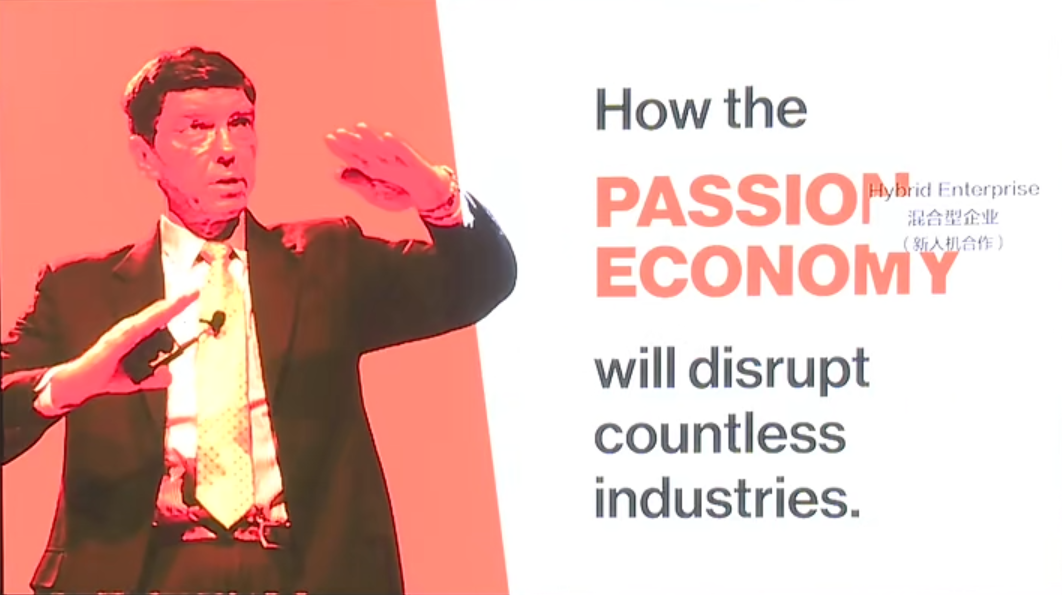 How the
PASSION
Hybrid Enterprise
混合型企业
（新人机合作）
ECONOMY
will disrupt
countless
industries.